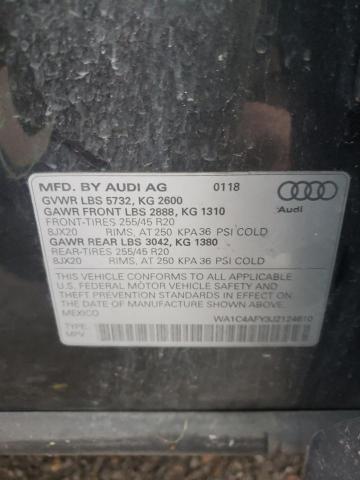 MFD. BY AUDI AG 0118
GVWR LBS 5732, KG 2600
GAWR FRONT LBS 2888, KG 1310
FRONT-TIRES 255/45 R20
8JX20 RIMS, AT 250 KPA 36 PSI COLD
GAWR REAR LBS 3042, KG 1380
REAR-TIRES 255/45 R20
8JX20 RIMS, AT 250 KPA 36 PSI COLD
Audi
THIS VEHICLE CONFORMS TO ALL APPLICABLE
U.S. FEDERAL MOTOR VEHICLE SAFETY AND
THEFT PREVENTION STANDARDS IN EFFECT ON
THE DATE OF MANUFACTURE SHOWN ABOVE.
MEXICO
TYPE: WA1C4AFY3J2124610
MPV